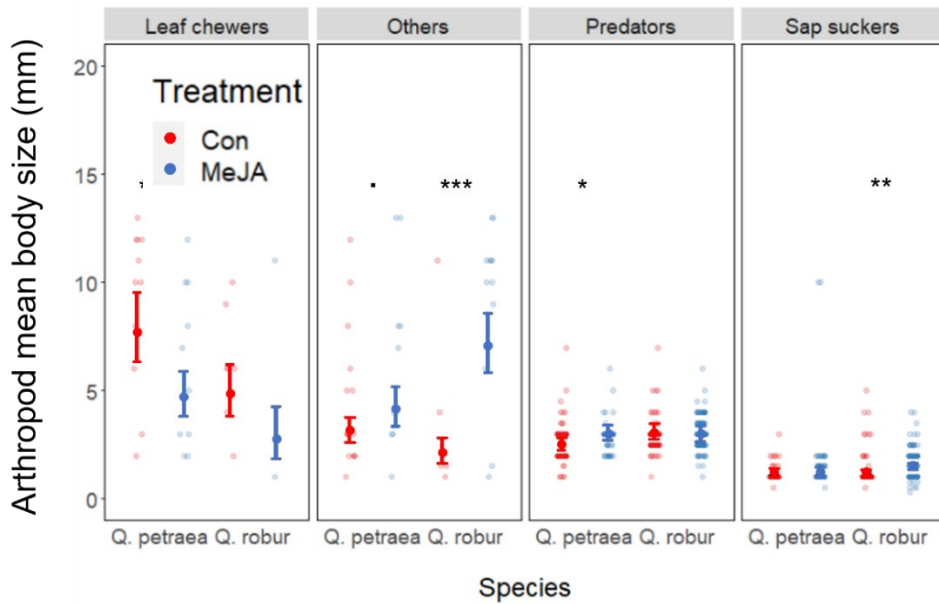 Leaf chewers Others Predators Sap suckers
Arthropod mean body size (mm)
20
15
10
5
0
Treatment
Con
MeJA
* . *** * **
Q. petraea Q. robur Q. petraea Q. robur Q. petraea Q. robur Q. petraea Q. robur
Species